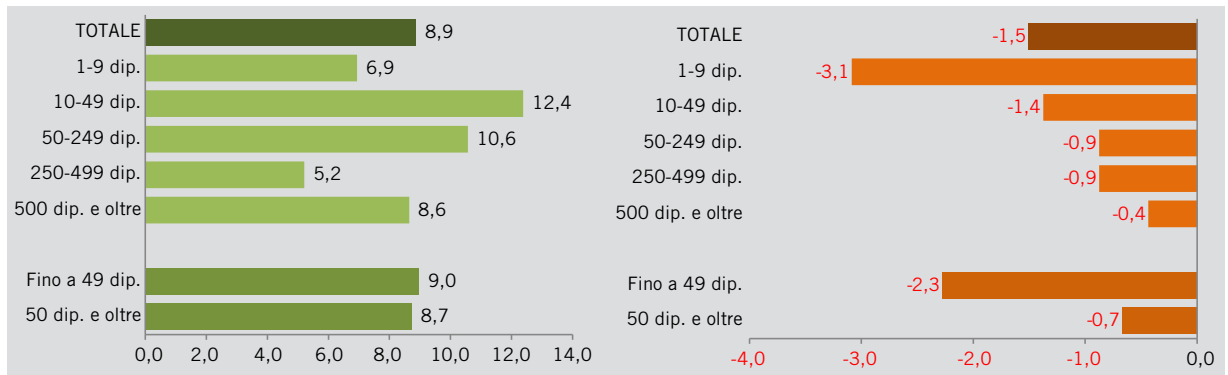 TOTALE 8,9
1-9 dip. 6,9
10-49 dip. 12,4
50-249 dip. 10,6
250-499 dip. 5,2
500 dip. e oltre 8,6
Fino a 49 dip. 9,0
50 dip. e oltre 8,7
0,0 2,0 4,0 6,0 8,0 10,0 12,0 14,0
TOTALE -1,5
1-9 dip. -3,1
10-49 dip. -1,4
50-249 dip. -0,9
250-499 dip. -0,9
500 dip. e oltre -0,4
Fino a 49 dip. -2,3
50 dip. e oltre -0,7
-4,0 -3,0 -2,0 -1,0 0,0